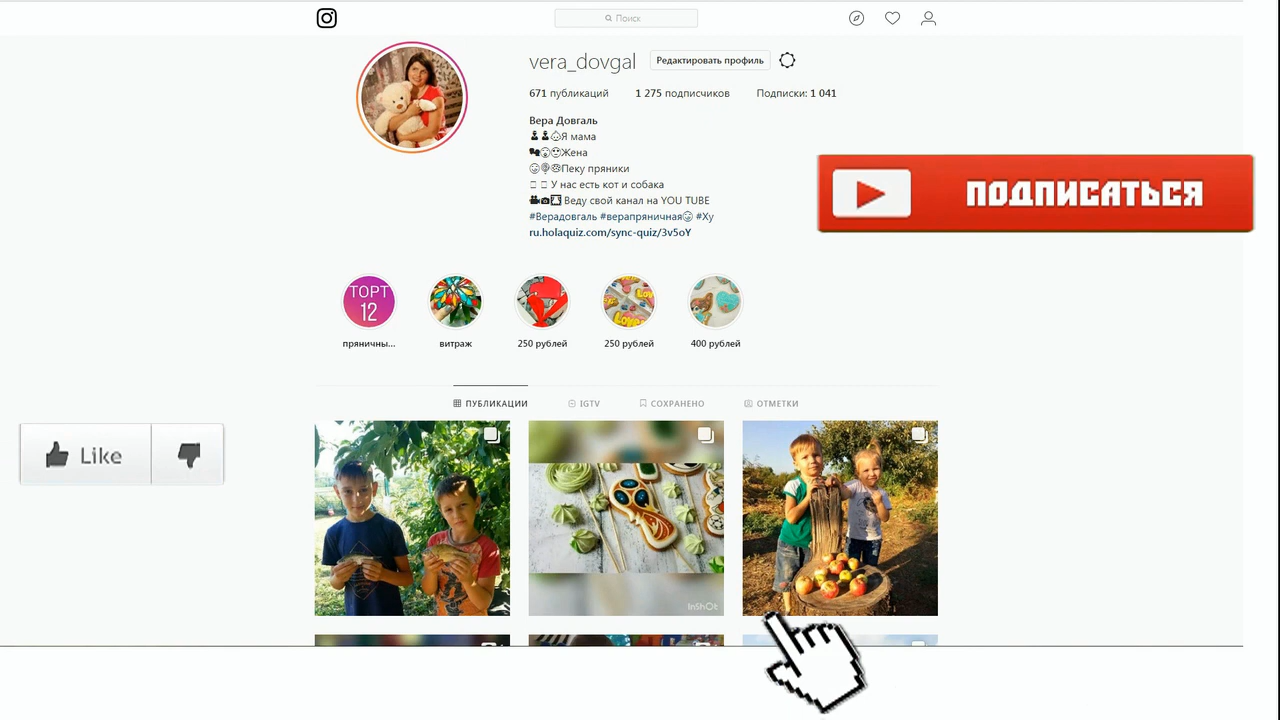 Поиск
vera_dovgal
Редактировать профиль
671 публикаций
1 275 подписчиков
Подписки: 1 041
Вера Довгаль
Я мама
Жена
Пеку пряники
У нас есть кот и собака
Веду свой канал на YOU TUBE
#Верадовгаль #верапряничная #Ху
ru.holaquiz.com/sync-quiz/3v5oY
ПОДПИСАТЬСЯ
ТОРТ
12
пряничны...
витраж
250 рублей
250 рублей
400 рублей
ПУБЛИКАЦИИ
IGTV
СОХРАНЕНО
ОТМЕТКИ
Like
InShOt